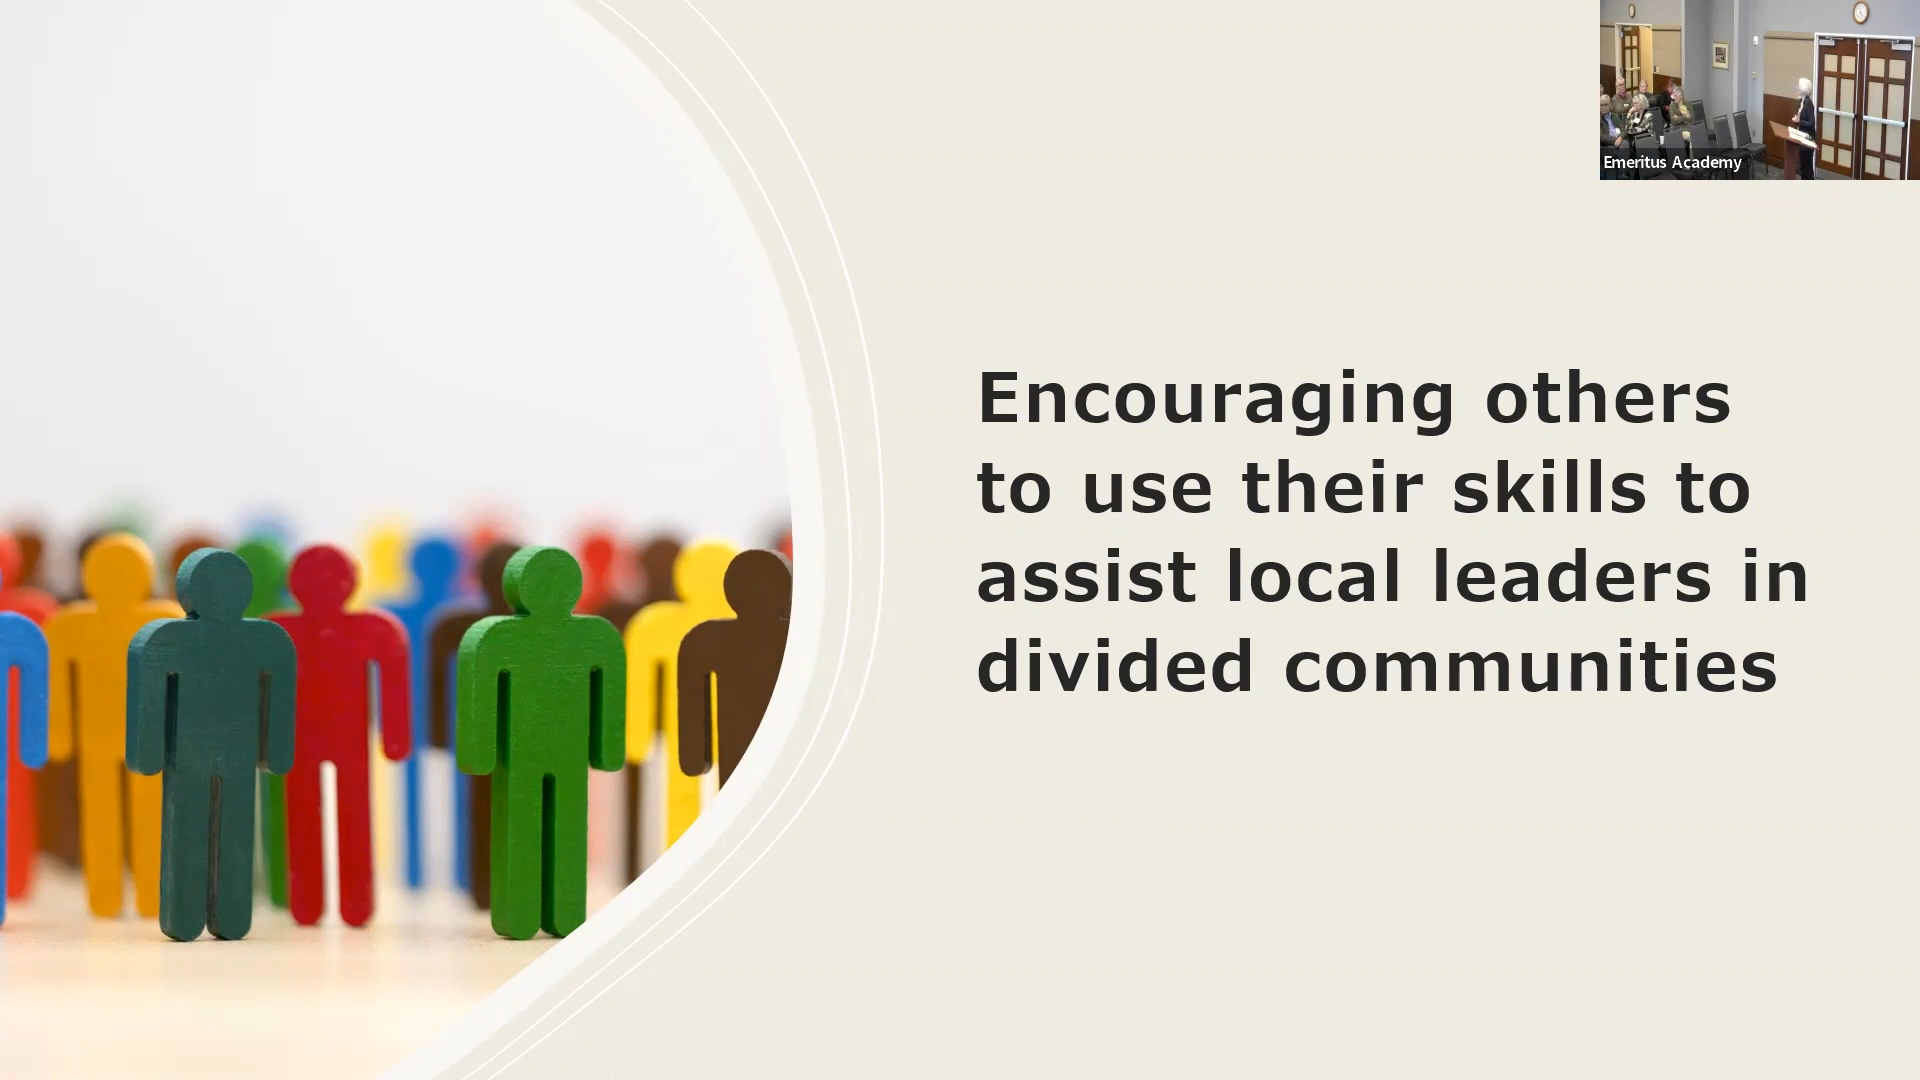 Encouraging others
to use their skills to
assist local leaders in
divided communities
Emeritus Academy